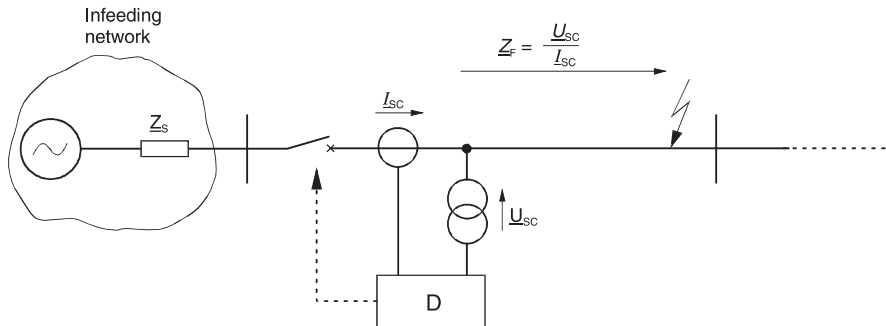 Infeeding
network
Z_S
I_SC
Z_F = U_SC / I_SC
U_SC
D